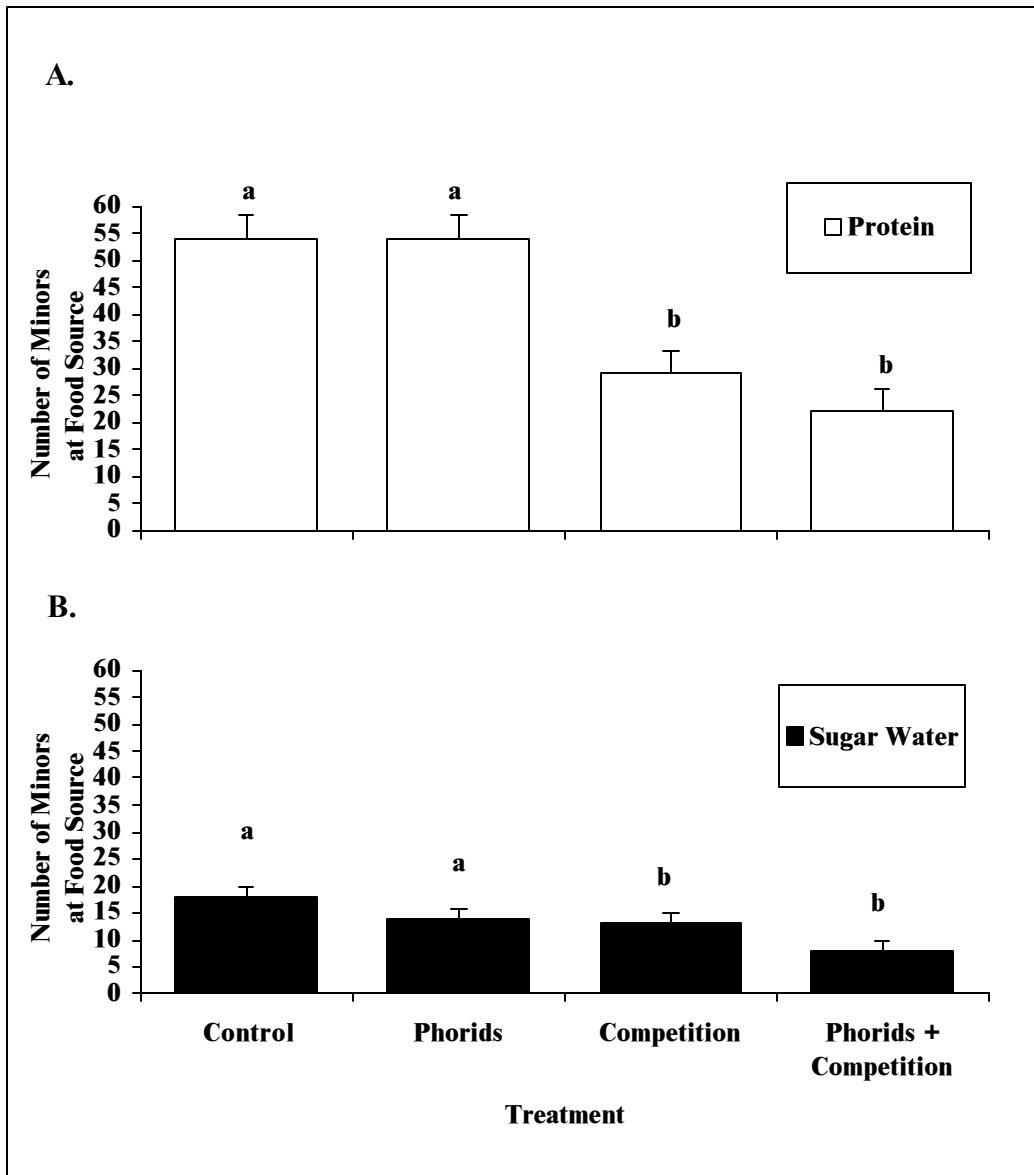 A.
a
a
b
b
Protein
Number of Minors
at Food Source
60
55
50
45
40
35
30
25
20
15
10
5
0
B.
a
a
b
b
Sugar Water
Number of Minors
at Food Source
60
55
50
45
40
35
30
25
20
15
10
5
0
Control
Phorids
Competition
Phorids +
Competition
Treatment